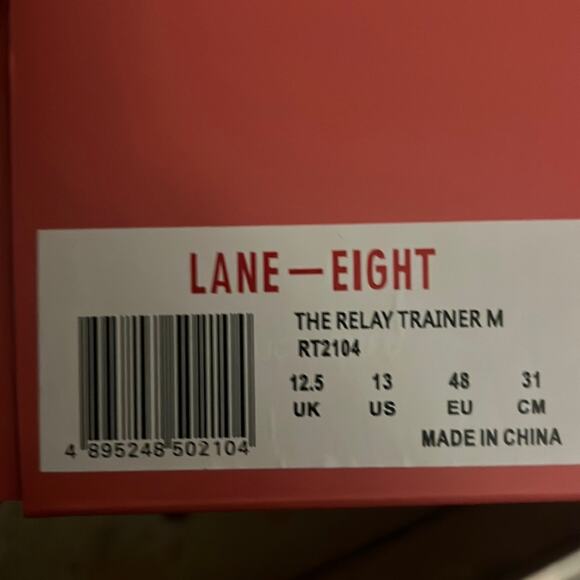 LANE—EIGHT
THE RELAY TRAINER M
RT2104
12.5 13 48 31
UK US EU CM
MADE IN CHINA
4 895248 502104